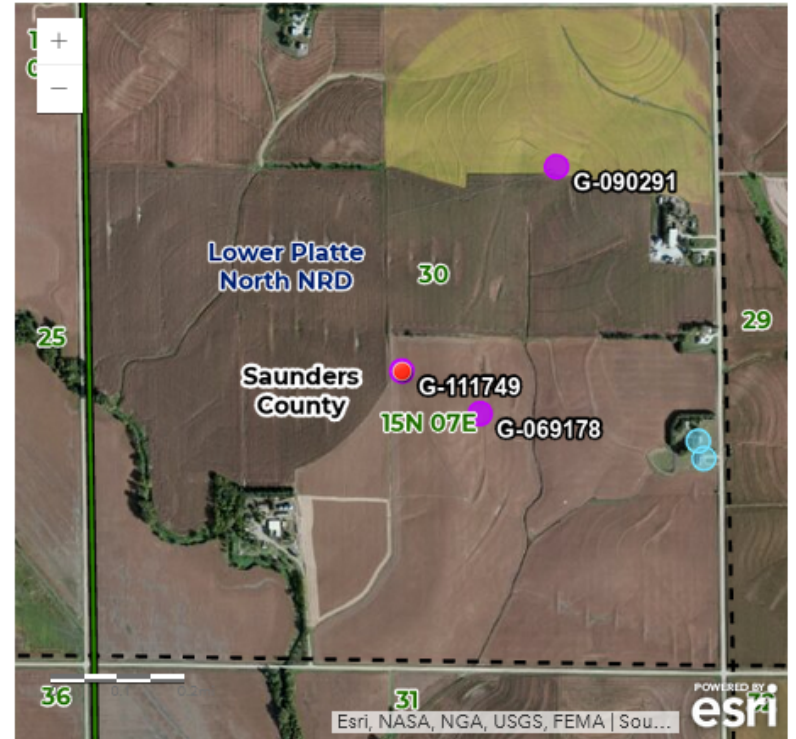 +
−
G-090291
Lower Platte
North NRD
30
29
25
Saunders
County
G-111749
15N 07E
G-069178
36
31
POWERED BY
esri
Esri, NASA, NGA, USGS, FEMA | Sou...